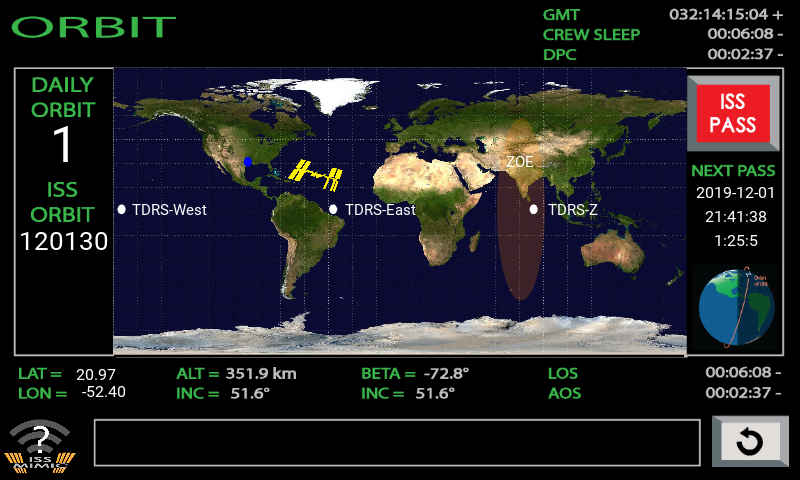 ORBIT
GMT 032:14:15:04 +
CREW SLEEP 00:06:08 -
DPC 00:02:37 -
DAILY
ORBIT
1
ISS
ORBIT
120130
ZOE
TDRS-West
TDRS-East
TDRS-Z
ISS
PASS
NEXT PASS
2019-12-01
21:41:38
1:25:5
Orbit
of ISS
LAT = 20.97 ALT = 351.9 km BETA = -72.8° LOS 00:06:08 -
LON = -52.40 INC = 51.6° INC = 51.6° AOS 00:02:37 -
?
ISS
MIMIC